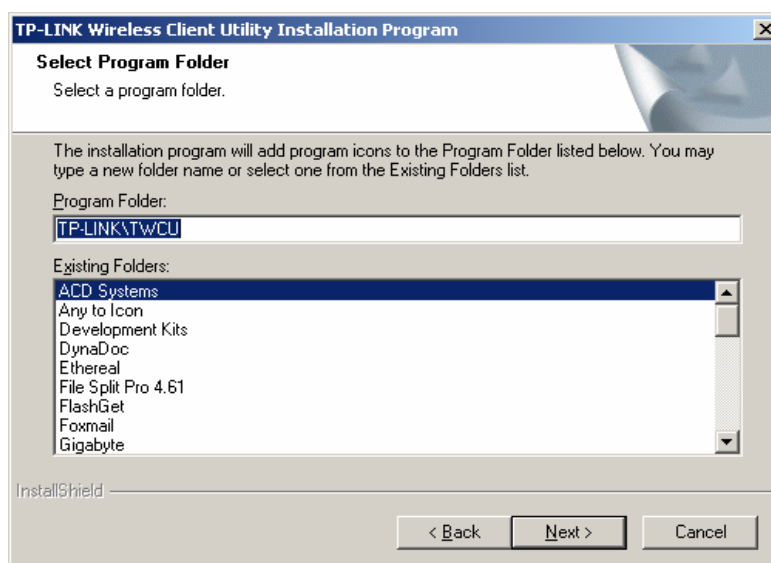 TP-LINK Wireless Client Utility Installation Program
Select Program Folder
Select a program folder.
The installation program will add program icons to the Program Folder listed below. You may
type a new folder name or select one from the Existing Folders list.
Program Folder:
TP-LINK\TWCU
Existing Folders:
ACD Systems
Any to Icon
Development Kits
DynaDoc
Ethereal
File Split Pro 4.61
FlashGet
Foxmail
Gigabyte
InstallShield
< Back Next > Cancel